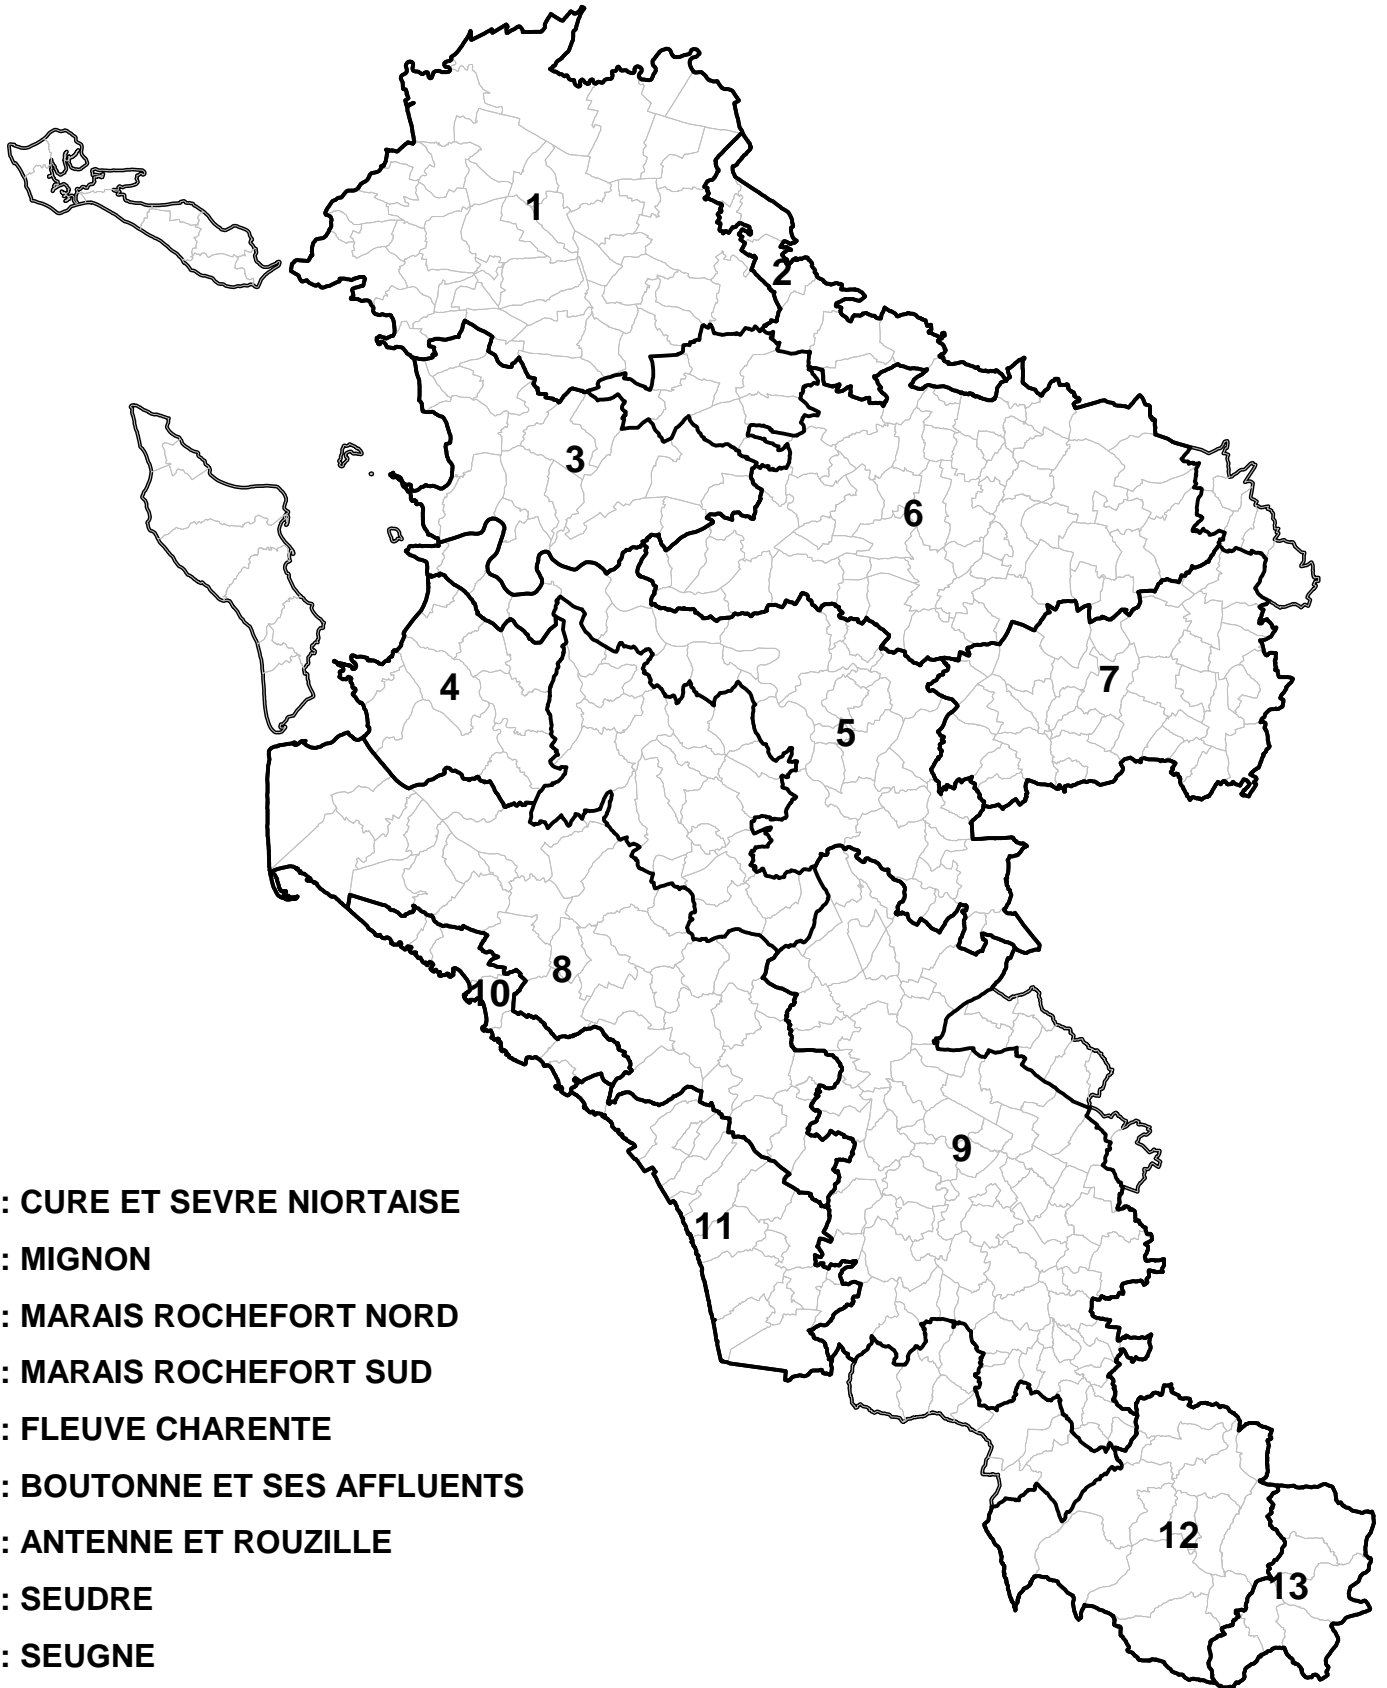 1
2
3
6
4
7
5
8
10
9
11
12
13
: CURE ET SEVRE NIORTAISE
: MIGNON
: MARAIS ROCHEFORT NORD
: MARAIS ROCHEFORT SUD
: FLEUVE CHARENTE
: BOUTONNE ET SES AFFLUENTS
: ANTENNE ET ROUZILLE
: SEUDRE
: SEUGNE